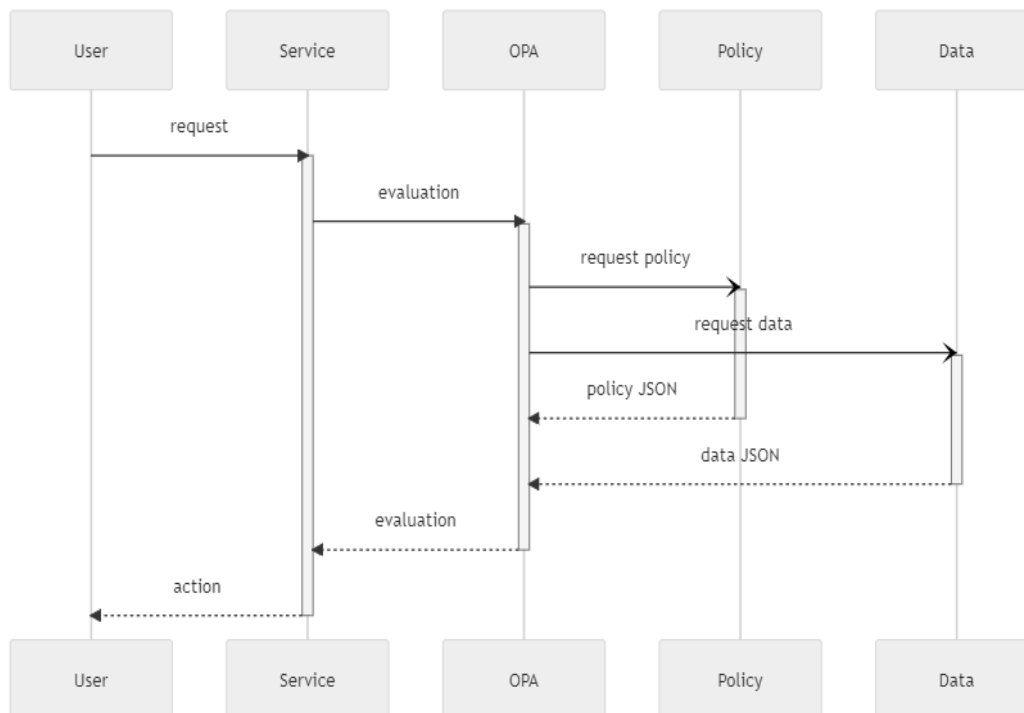 User
Service
OPA
Policy
Data
request
evaluation
request policy
request data
policy JSON
data JSON
evaluation
action
User
Service
OPA
Policy
Data